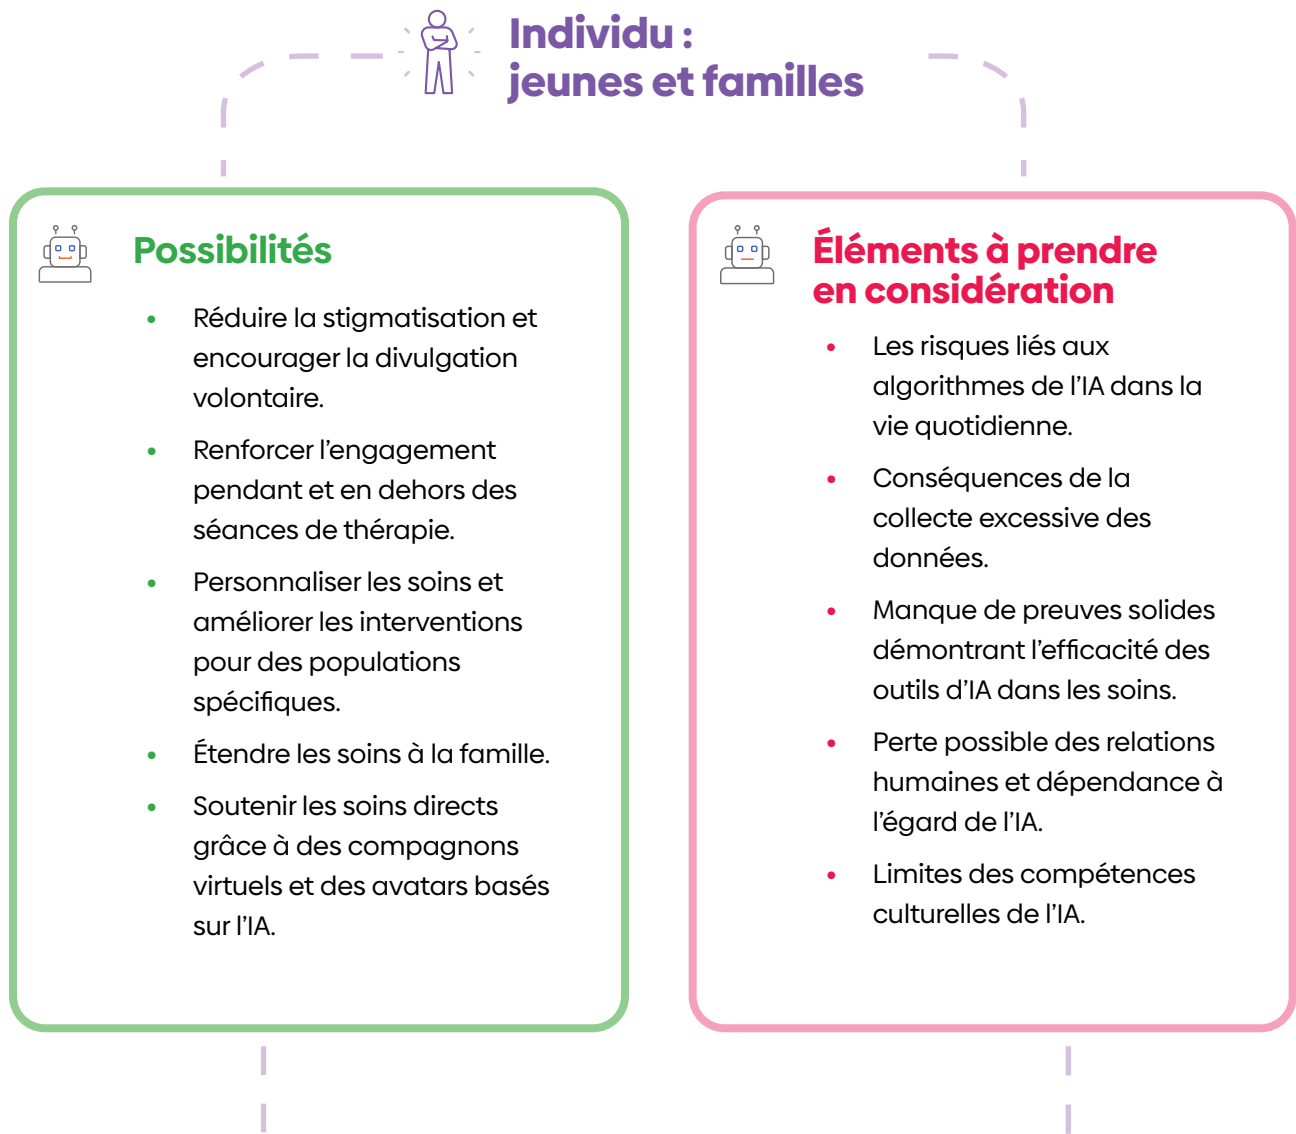 Individu :
jeunes et familles
Possibilités
• Réduire la stigmatisation et
encourager la divulgation
volontaire.
• Renforcer l’engagement
pendant et en dehors des
séances de thérapie.
• Personnaliser les soins et
améliorer les interventions
pour des populations
spécifiques.
• Étendre les soins à la famille.
• Soutenir les soins directs
grâce à des compagnons
virtuels et des avatars basés
sur l’IA.
Éléments à prendre
en considération
• Les risques liés aux
algorithmes de l’IA dans la
vie quotidienne.
• Conséquences de la
collecte excessive des
données.
• Manque de preuves solides
démontrant l’efficacité des
outils d’IA dans les soins.
• Perte possible des relations
humaines et dépendance à
l’égard de l’IA.
• Limites des compétences
culturelles de l’IA.